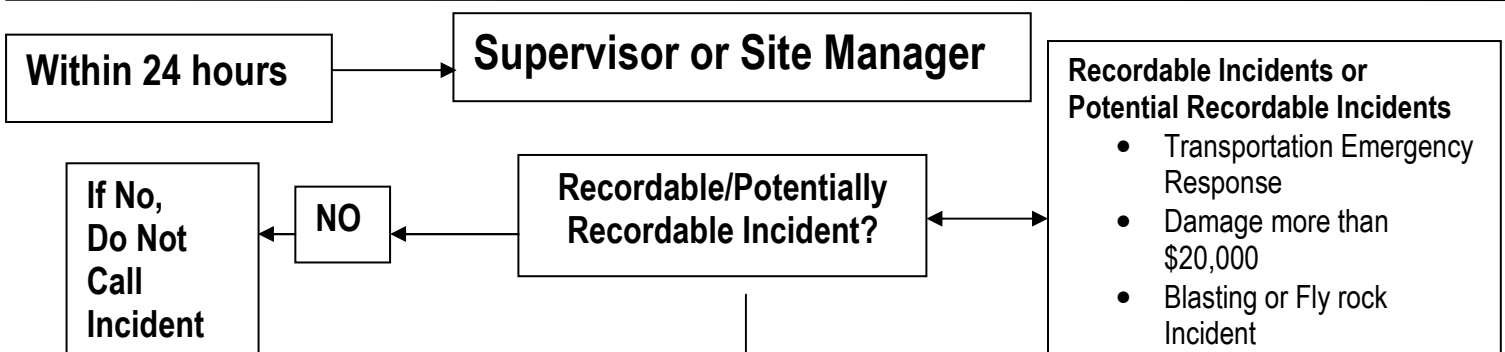 Within 24 hours
Supervisor or Site Manager
Recordable Incidents or
Potential Recordable Incidents
• Transportation Emergency
Response
• Damage more than
$20,000
• Blasting or Fly rock
Incident
Recordable/Potentially
Recordable Incident?
NO
If No,
Do Not
Call
Incident